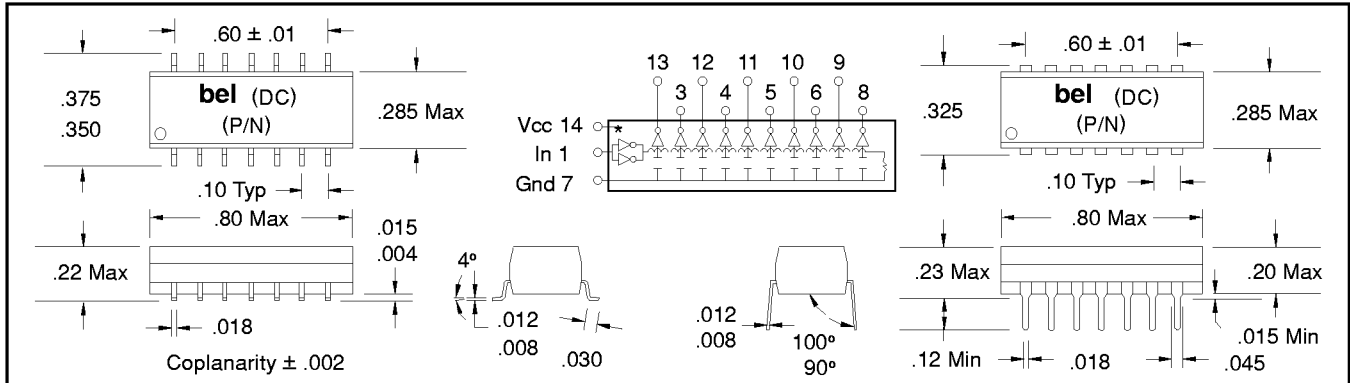 .60 ± .01
.375
.350
bel (DC)
(P/N)
.285 Max
.10 Typ
.80 Max
.22 Max
.015
.004
.018
Coplanarity ± .002
13 12 11 10 9
3 4 5 6 8
Vcc 14 *
In 1
Gnd 7
4º
.012
.008
.030
.012
.008
100º
90º
.60 ± .01
.325
bel (DC)
(P/N)
.285 Max
.10 Typ
.80 Max
.23 Max
.20 Max
.015 Min
.12 Min
.018
.045